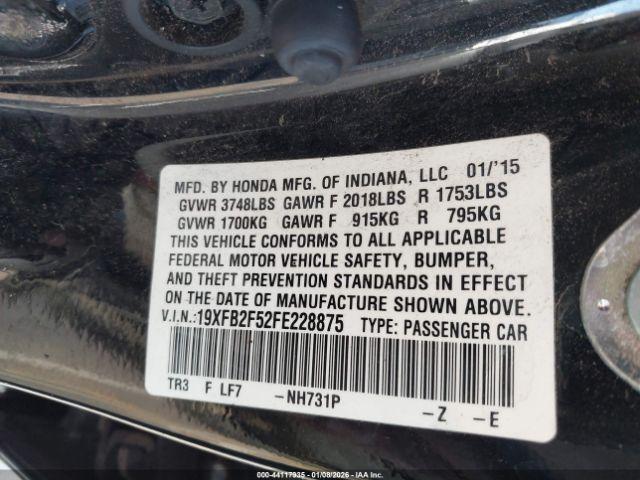 MFD. BY HONDA MFG. OF INDIANA, LLC 01/'15
GVWR 3748LBS GAWR F 2018LBS R 1753LBS
GVWR 1700KG GAWR F 915KG R 795KG
THIS VEHICLE CONFORMS TO ALL APPLICABLE
FEDERAL MOTOR VEHICLE SAFETY, BUMPER,
AND THEFT PREVENTION STANDARDS IN EFFECT
ON THE DATE OF MANUFACTURE SHOWN ABOVE.
V.I.N.:19XFB2F52FE228875 TYPE: PASSENGER CAR
TR3 F LF7 -NH731P -Z -E
000-44117935 - 01/08/2026 - IAAHOU